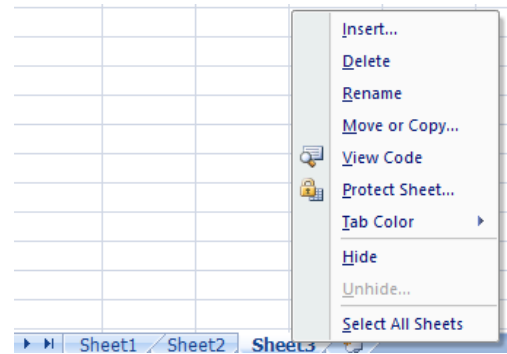 Insert...
Delete
Rename
Move or Copy...
View Code
Protect Sheet...
Tab Color
Hide
Unhide...
Select All Sheets
Sheet1 Sheet2 Sheet3